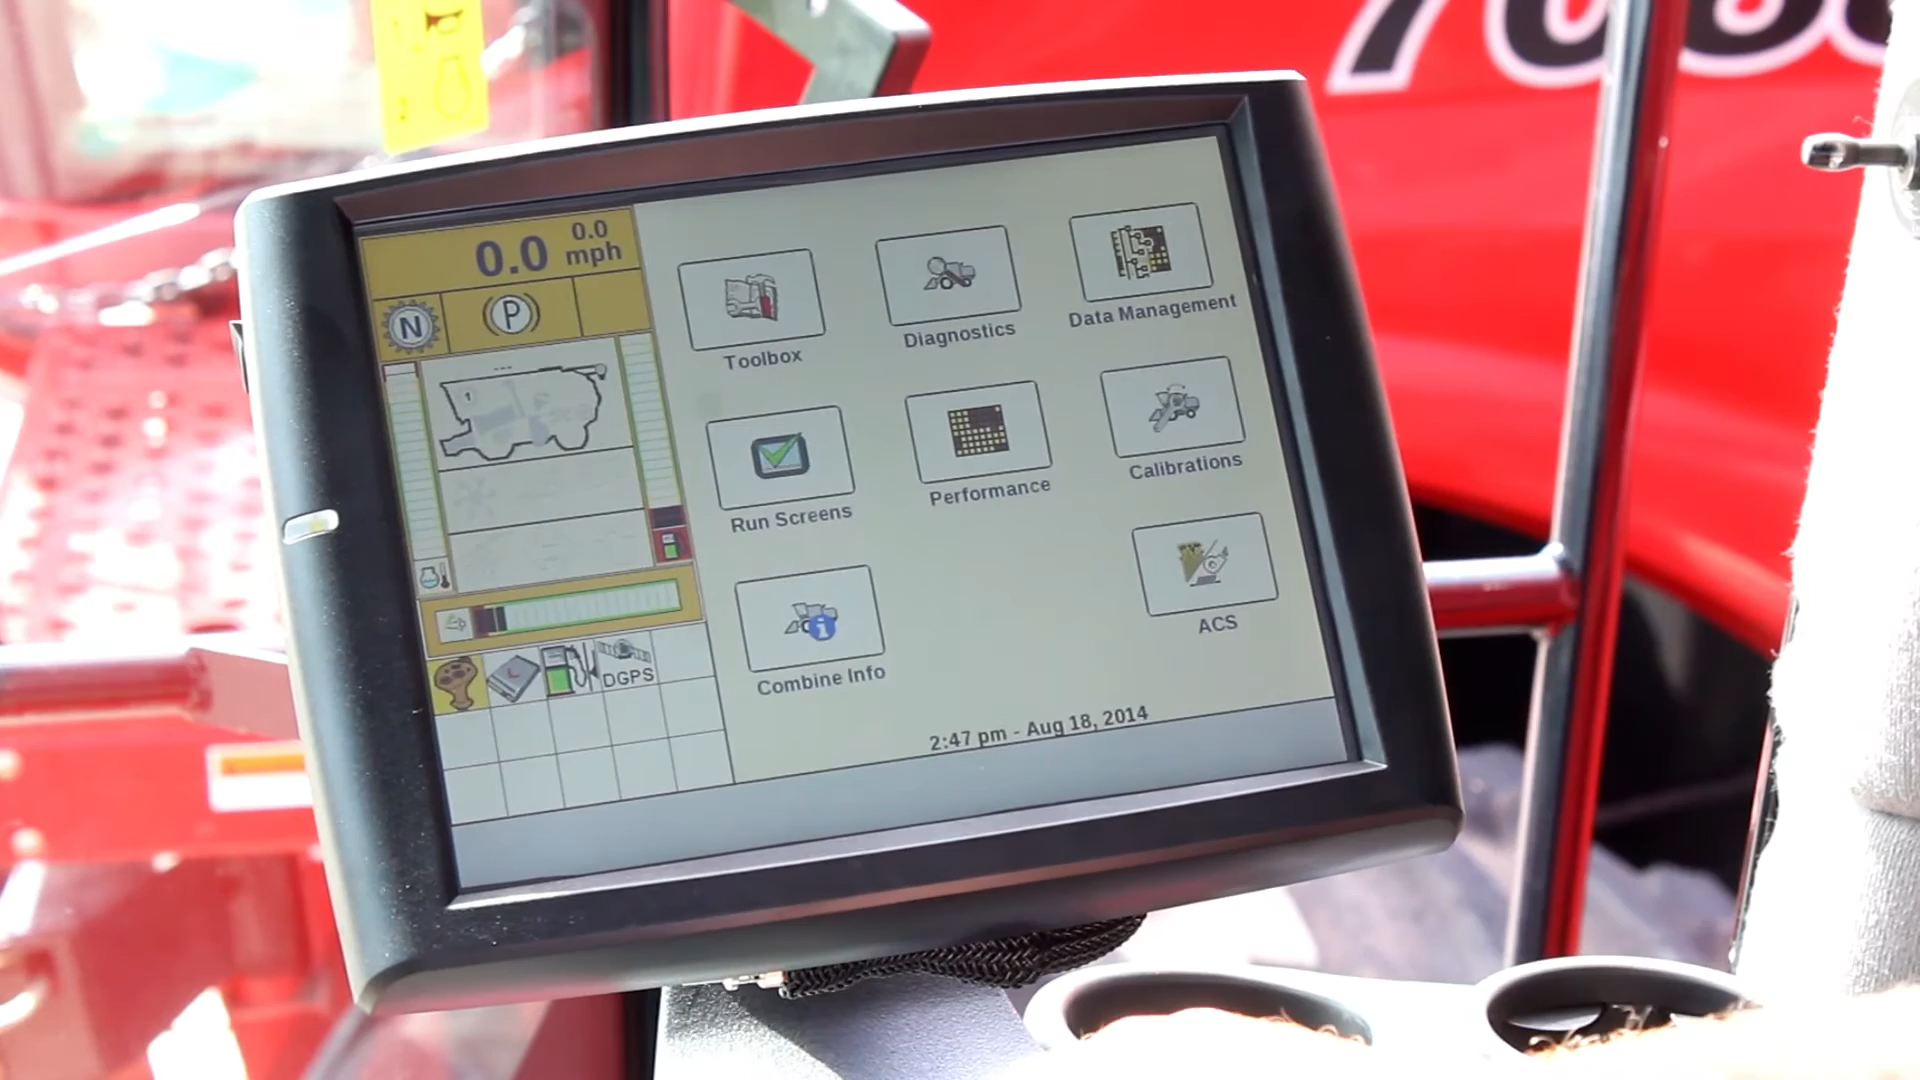 0.0
0.0 mph
N
P
1
DGPS
Toolbox
Diagnostics
Data Management
Run Screens
Performance
Calibrations
Combine Info
ACS
2:47 pm - Aug 18, 2014